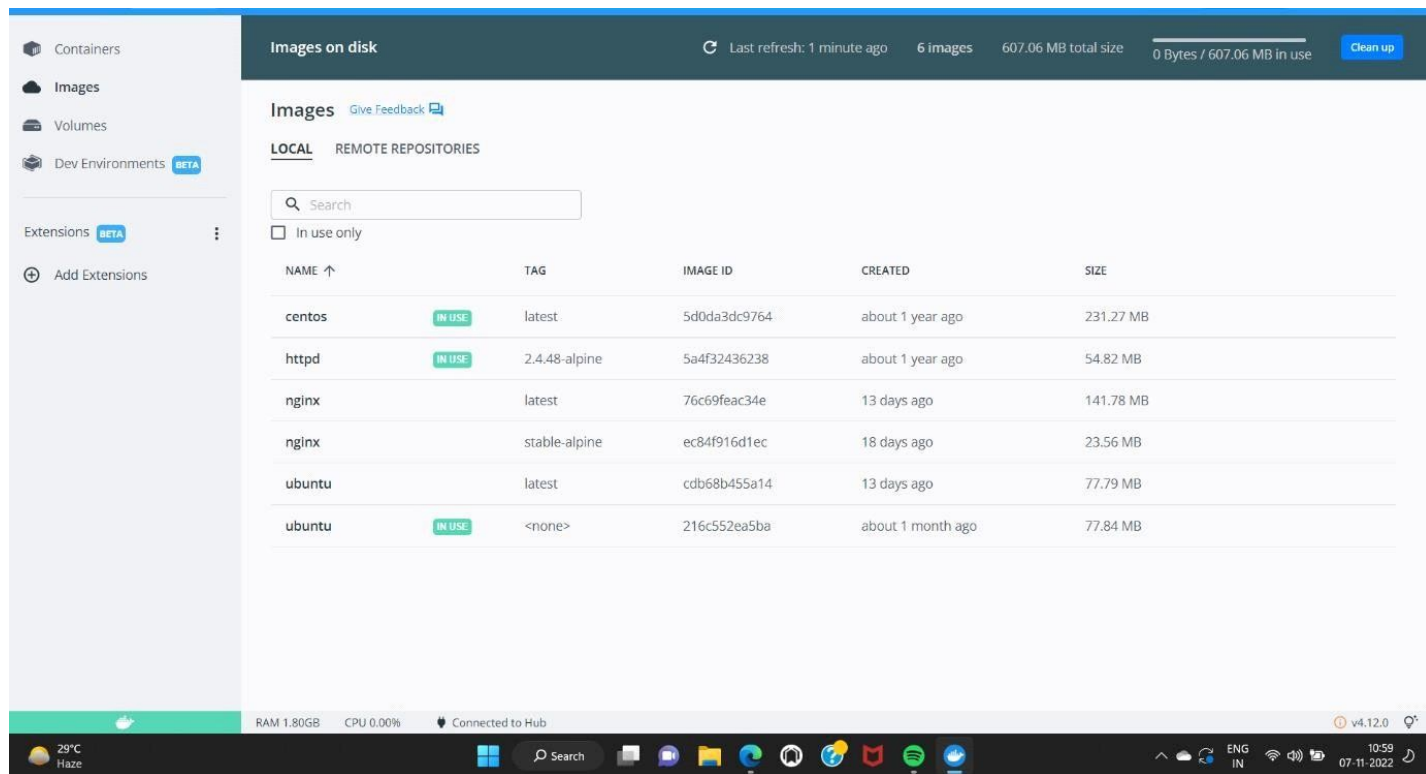 Containers
Images
Volumes
Dev Environments BETA
Extensions BETA
Add Extensions
Images on disk
Last refresh: 1 minute ago
6 images
607.06 MB total size
0 Bytes / 607.06 MB in use
Clean up
Images Give Feedback
LOCAL REMOTE REPOSITORIES
Search
In use only
NAME TAG IMAGE ID CREATED SIZE
centos IN USE latest 5d0da3dc9764 about 1 year ago 231.27 MB
httpd IN USE 2.4.48-alpine 5a4f32436238 about 1 year ago 54.82 MB
nginx latest 76c69feac34e 13 days ago 141.78 MB
nginx stable-alpine ec84f916d1ec 18 days ago 23.56 MB
ubuntu latest cdb68b455a14 13 days ago 77.79 MB
ubuntu IN USE <none> 216c552ea5ba about 1 month ago 77.84 MB
RAM 1.80GB CPU 0.00% Connected to Hub
v4.12.0
29°C
Haze
Search
ENG
IN
10:59
07-11-2022